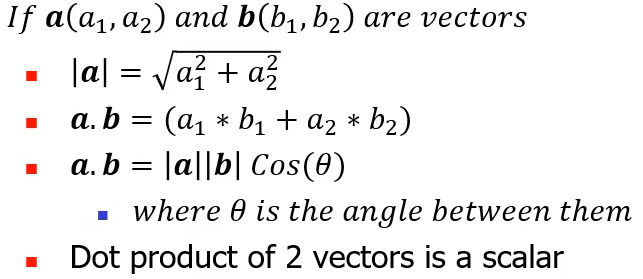 If a(a₁, a₂) and b(b₁, b₂) are vectors
|a| = √(a₁² + a₂²)
a.b = (a₁ * b₁ + a₂ * b₂)
a.b = |a||b| Cos(θ)
where θ is the angle between them
Dot product of 2 vectors is a scalar